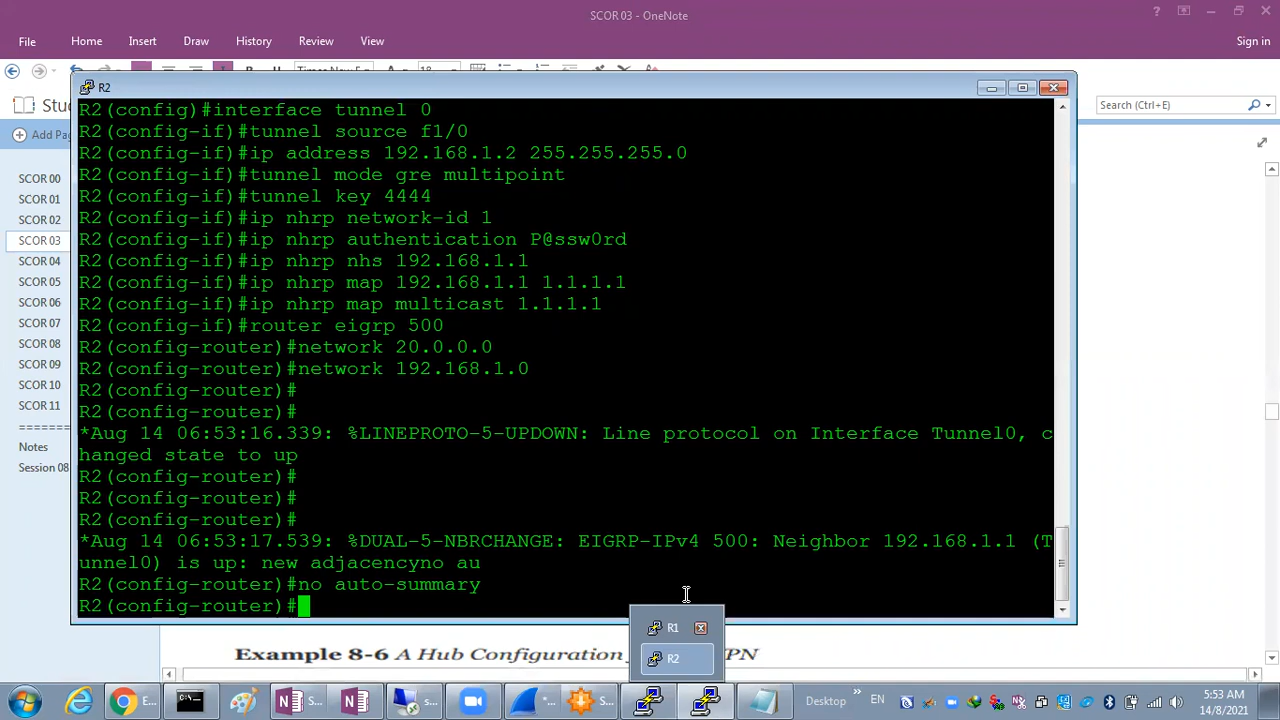 SCOR 03 - OneNote
File
Home
Insert
Draw
History
Review
View
Sign in
R2
Search (Ctrl+E)
Add Pag
SCOR 00
SCOR 01
SCOR 02
SCOR 03
SCOR 04
SCOR 05
SCOR 06
SCOR 07
SCOR 08
SCOR 09
SCOR 10
SCOR 11
Notes
Session 08
R2(config)#interface tunnel 0
R2(config-if)#tunnel source f1/0
R2(config-if)#ip address 192.168.1.2 255.255.255.0
R2(config-if)#tunnel mode gre multipoint
R2(config-if)#tunnel key 4444
R2(config-if)#ip nhrp network-id 1
R2(config-if)#ip nhrp authentication P@ssw0rd
R2(config-if)#ip nhrp nhs 192.168.1.1
R2(config-if)#ip nhrp map 192.168.1.1 1.1.1.1
R2(config-if)#ip nhrp map multicast 1.1.1.1
R2(config-if)#router eigrp 500
R2(config-router)#network 20.0.0.0
R2(config-router)#network 192.168.1.0
R2(config-router)#
R2(config-router)#
*Aug 14 06:53:16.339: %LINEPROTO-5-UPDOWN: Line protocol on Interface Tunnel0, c
hanged state to up
R2(config-router)#
R2(config-router)#
R2(config-router)#
*Aug 14 06:53:17.539: %DUAL-5-NBRCHANGE: EIGRP-IPv4 500: Neighbor 192.168.1.1 (T
unnel0) is up: new adjacencyno au
R2(config-router)#no auto-summary
R2(config-router)#
R1
R2
Example 8-6 A Hub Configuration
PN
E...
S...
S...
S...
Desktop
EN
5:53 AM
14/8/2021